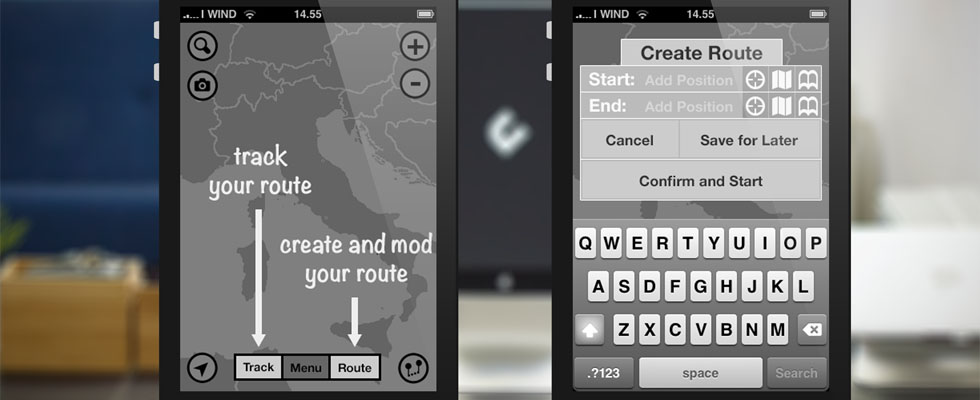 I WIND 14.55
track
your route
create and mod
your route
Track Menu Route
I WIND 14.55
Create Route
Start: Add Position
End: Add Position
Cancel Save for Later
Confirm and Start
Q W E R T Y U I O P
A S D F G H J K L
Z X C V B N M
.?123 space Search